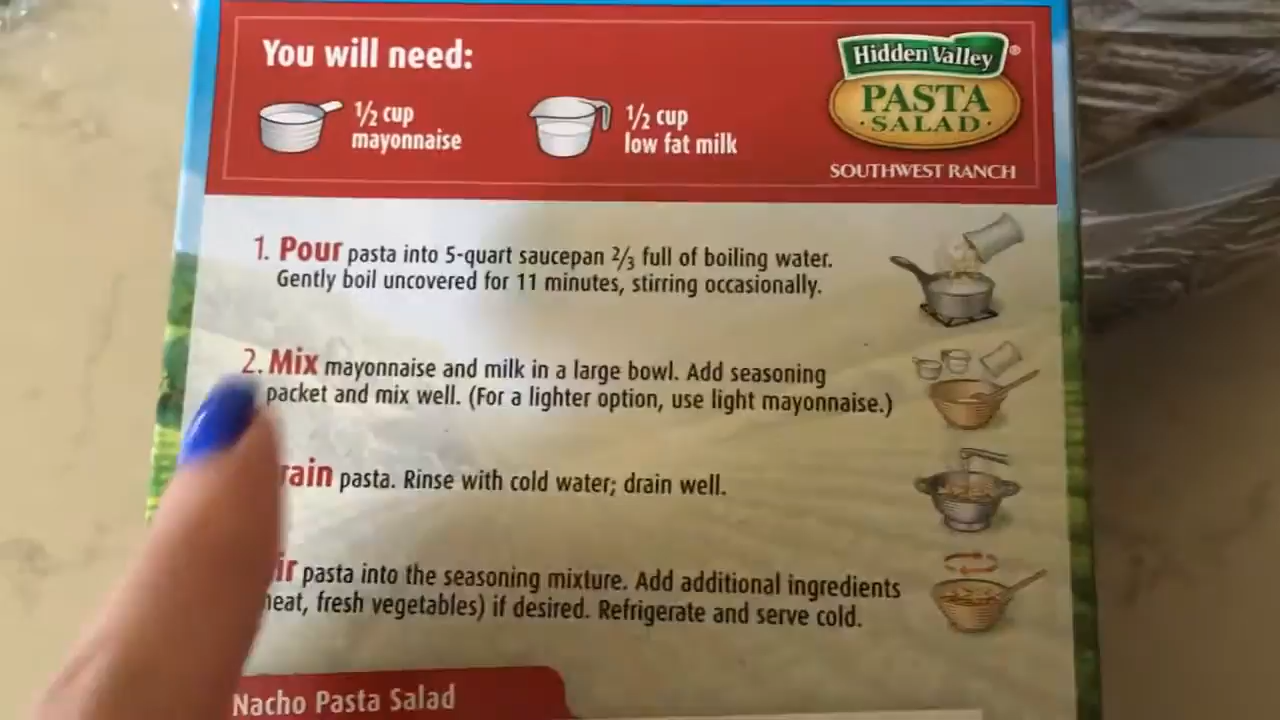 You will need:
1/2 cup
mayonnaise
1/2 cup
low fat milk
Hidden Valley®
PASTA
·SALAD·
SOUTHWEST RANCH
1. Pour pasta into 5-quart saucepan 2/3 full of boiling water.
Gently boil uncovered for 11 minutes, stirring occasionally.
2. Mix mayonnaise and milk in a large bowl. Add seasoning
packet and mix well. (For a lighter option, use light mayonnaise.)
rain pasta. Rinse with cold water; drain well.
ir pasta into the seasoning mixture. Add additional ingredients
eat, fresh vegetables) if desired. Refrigerate and serve cold.
Nacho Pasta Salad